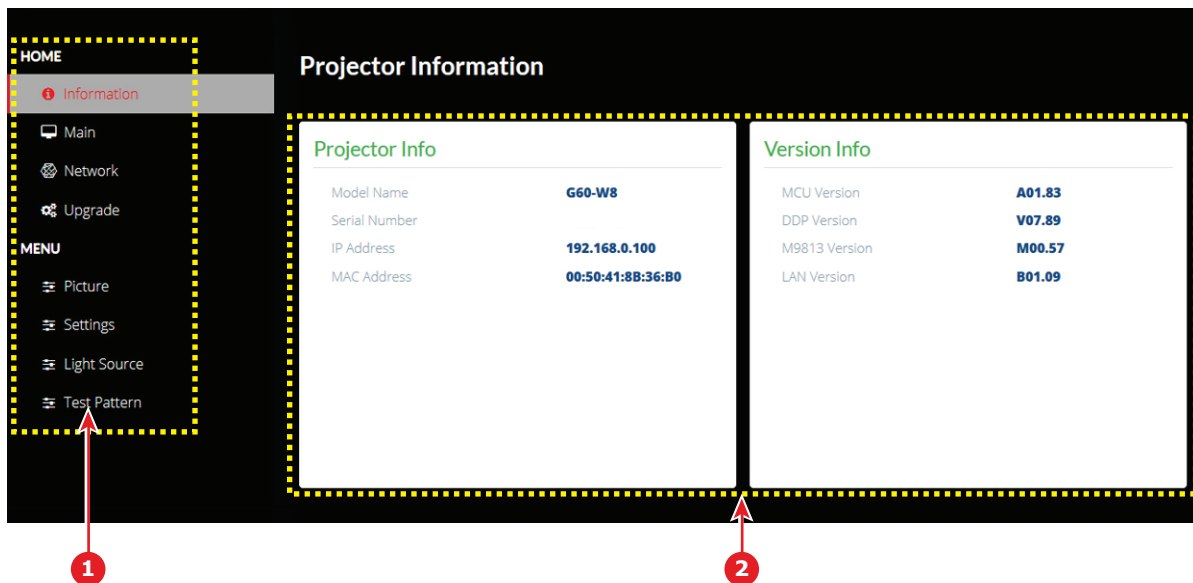 HOME
Information
Main
Network
Upgrade
MENU
Picture
Settings
Light Source
Test Pattern
Projector Information
Projector Info
Model Name G60-W8
Serial Number
IP Address 192.168.0.100
MAC Address 00:50:41:8B:36:B0
Version Info
MCU Version A01.83
DDP Version V07.89
M9813 Version M00.57
LAN Version B01.09
1
2